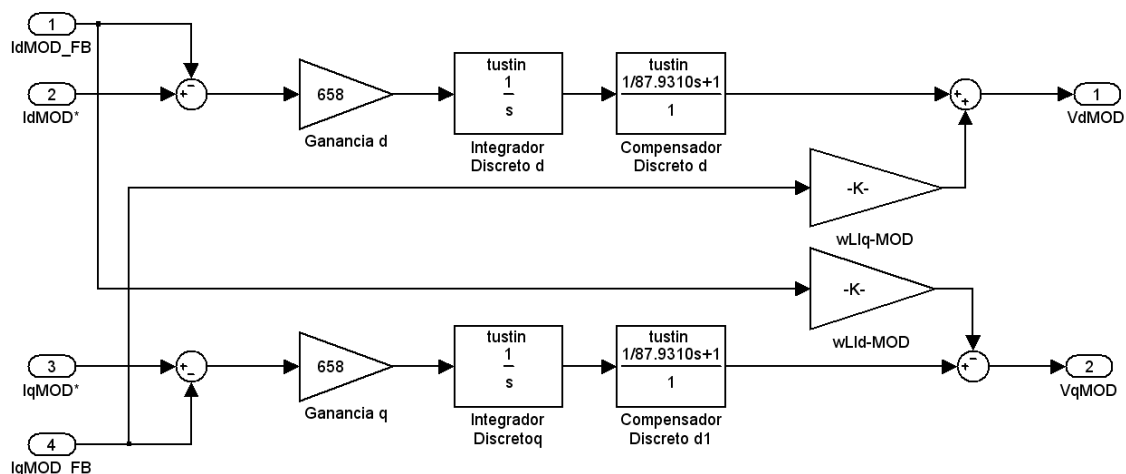 1
IdMOD_FB
2
IdMOD*
658
Ganancia d
tustin
1
s
Integrador
Discreto d
tustin
1/87.9310s+1
1
Compensador
Discreto d
1
VdMOD
-K-
wLIq-MOD
-K-
wLId-MOD
3
IqMOD*
4
IqMOD_FB
658
Ganancia q
tustin
1
s
Integrador
Discretoq
tustin
1/87.9310s+1
1
Compensador
Discreto d1
2
VqMOD